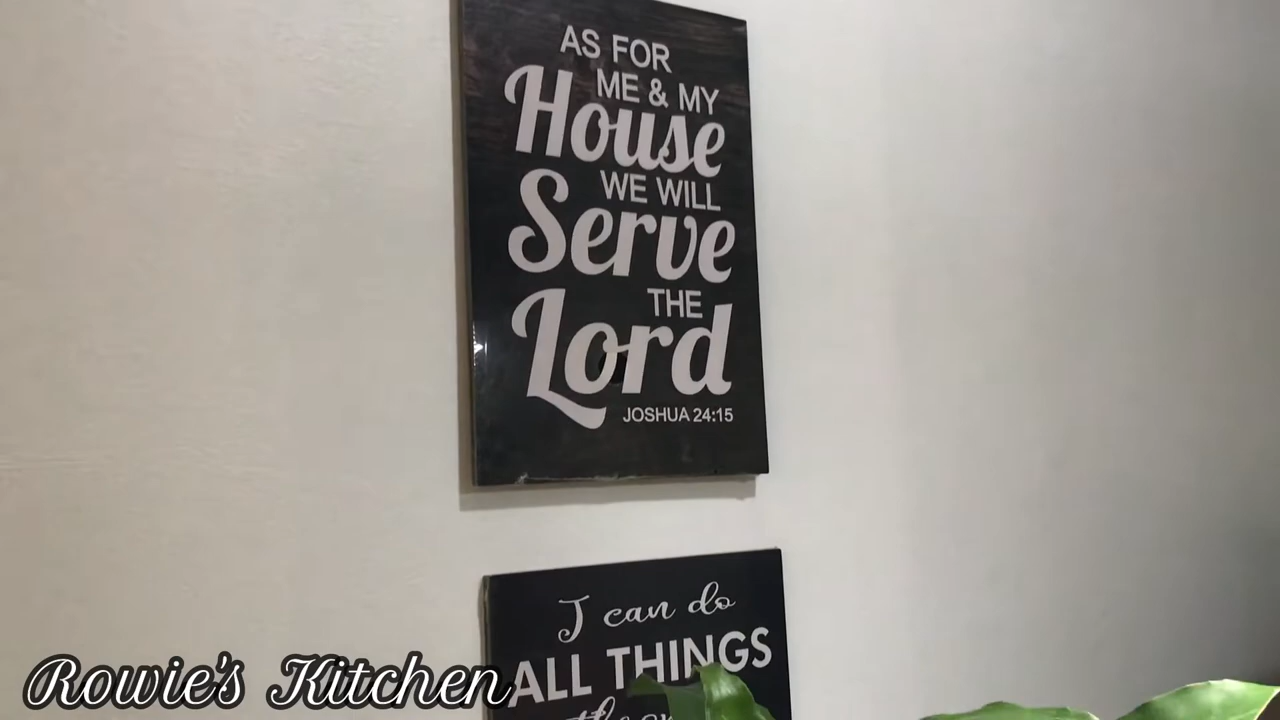 AS FOR
ME & MY
House
WE WILL
Serve
THE
Lord
JOSHUA 24:15
I can do
ALL THINGS
Rowie's Kitchen